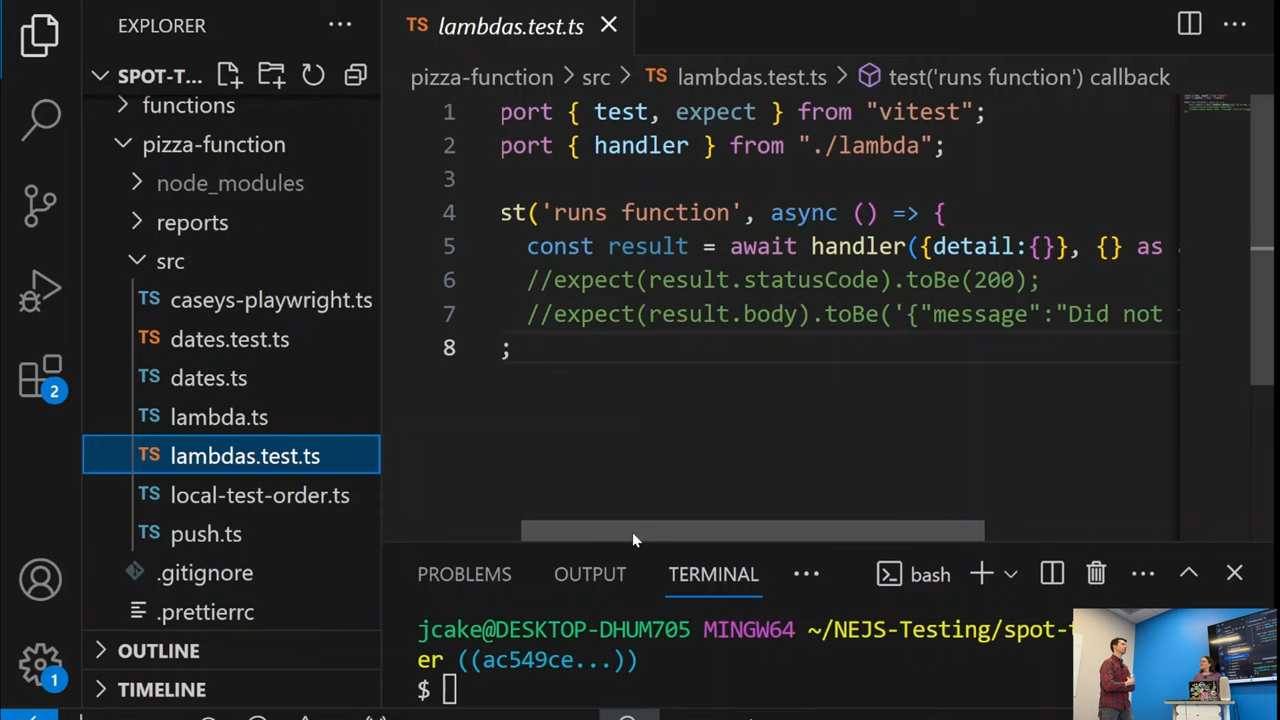 EXPLORER
SPOT-T...
functions
pizza-function
node_modules
reports
src
TS caseys-playwright.ts
TS dates.test.ts
TS dates.ts
TS lambda.ts
TS lambdas.test.ts
TS local-test-order.ts
TS push.ts
.gitignore
.prettierrc
OUTLINE
TIMELINE
2
1
TS lambdas.test.ts
pizza-function > src > TS lambdas.test.ts > test('runs function') callback
1 port { test, expect } from "vitest";
2 port { handler } from "./lambda";
3
4 st('runs function', async () => {
5 const result = await handler({detail:{}}, {} as
6 //expect(result.statusCode).toBe(200);
7 //expect(result.body).toBe('{"message":"Did not
8 ;
PROBLEMS OUTPUT TERMINAL ... bash
jcake@DESKTOP-DHUM705 MINGW64 ~/NEJS-Testing/spot-
er ((ac549ce...))
$